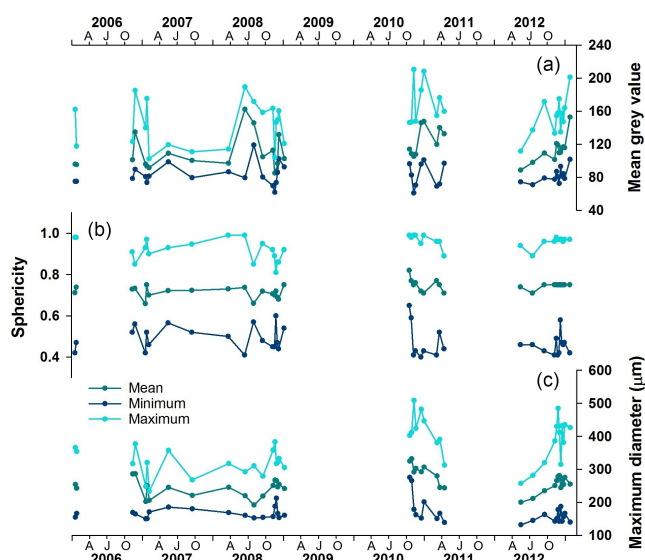 2006 2007 2008 2009 2010 2011 2012
A J O A J O A J O A J O A J O A J O A J O
(a)
240
200
160
120
80
40
Mean grey value
(b)
1.0
0.8
0.6
0.4
Sphericity
Mean
Minimum
Maximum
(c)
600
500
400
300
200
100
Maximum diameter (μm)
A J O A J O A J O A J O A J O A J O A J O
2006 2007 2008 2009 2010 2011 2012